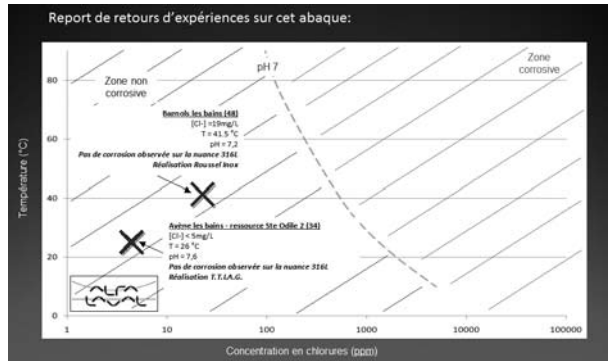 Report de retours d'expériences sur cet abaque:
pH 7
Zone
corrosive
Zone non
corrosive
Bagnols les bains (48)
[Cl-] =19mg/L
T = 41.5 °C
pH = 7,2
Pas de corrosion observée sur la nuance 316L
Réalisation Roussel Inox
Avène les bains - ressource Ste Odile 2 (34)
[Cl-] < 5mg/L
T = 26 °C
pH = 7,6
Pas de corrosion observée sur la nuance 316L
Réalisation T.T.I.A.G.
Température (°C)
80
60
40
20
0
1 10 100 1000 10000 100000
ALFA
LAVAL
Concentration en chlorures (ppm)